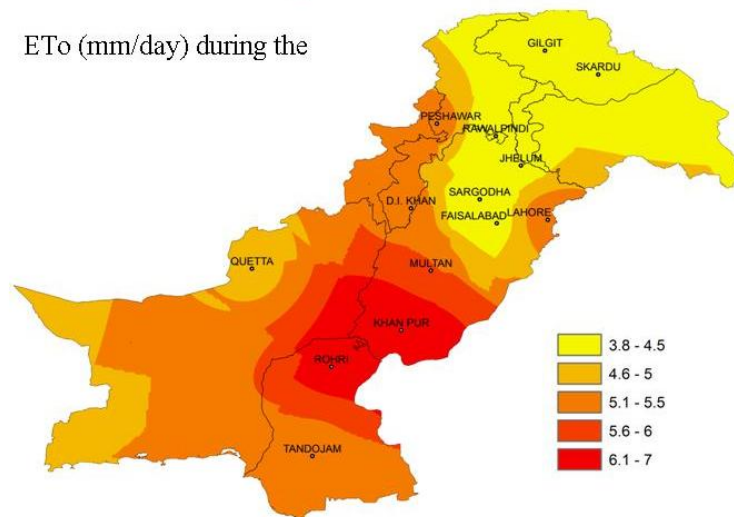 ETo (mm/day) during the
GILGIT
SKARDU
PESHAWAR
RAWALPINDI
JHELUM
SARGODHA
D.I. KHAN
FAISALABAD
LAHORE
QUETTA
MULTAN
KHAN PUR
ROHRI
TANDOJAM
3.8 - 4.5
4.6 - 5
5.1 - 5.5
5.6 - 6
6.1 - 7